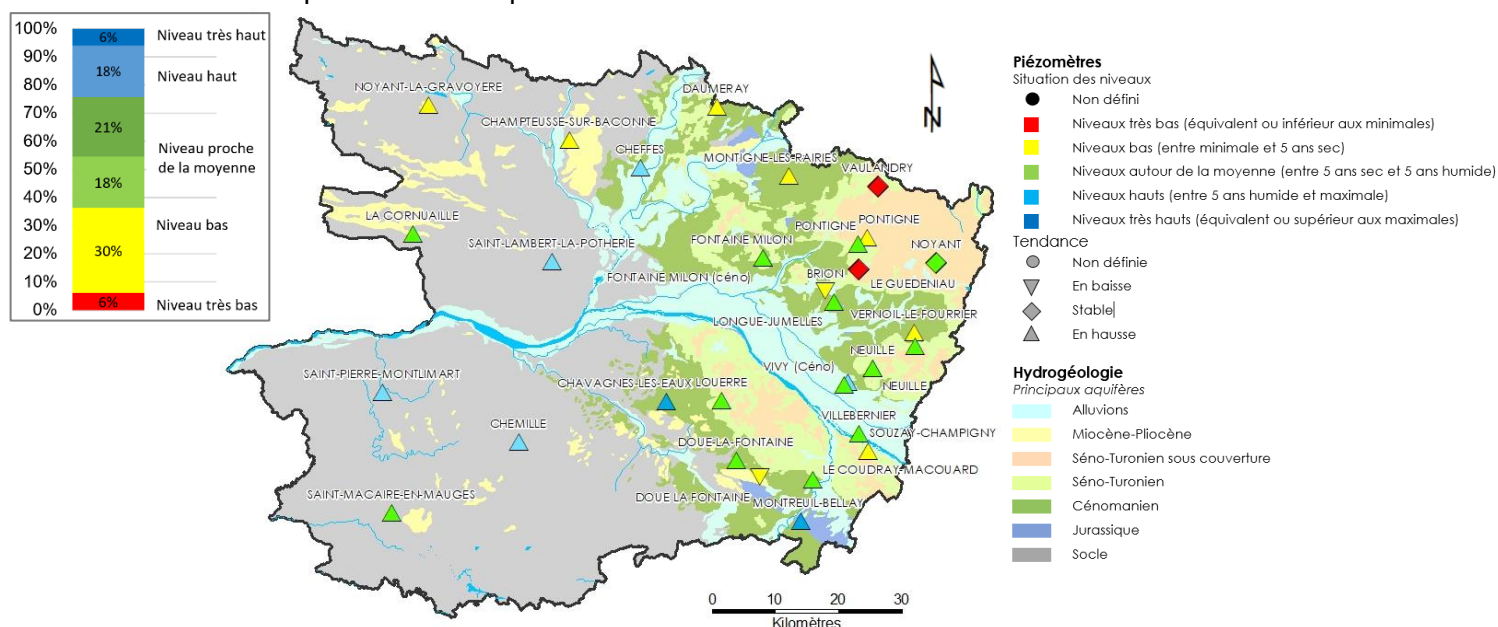 100%
90%
80%
70%
60%
50%
40%
30%
20%
10%
0%
6%
18%
21%
18%
30%
6%
Niveau très haut
Niveau haut
Niveau proche
de la moyenne
Niveau bas
Niveau très bas
NOYANT-LA-GRAVOYERE
DAUMERAY
CHAMPTEUSSE-SUR-BACONNE
CHEFFES
MONTIGNE-LES-RAIRIES
VAULANDRY
LA CORNUAILLE
SAINT-LAMBERT-LA-POTHERIE
FONTAINE MILON
PONTIGNE
PONTIGNE
NOYANT
FONTAINE MILON (céno)
BRION
LE GUEDENIAU
LONGUE-JUMELLES
VERNOIL-LE-FOURRIER
NEUILLE
SAINT-PIERRE-MONTLIMART
CHAVAGNES-LES-EAUX
LOUERRE
VIVY (Céno)
NEUILLE
CHEMILLE
VILLEBERNIER
SOUZAY-CHAMPIGNY
DOUE-LA-FONTAINE
LE COUDRAY-MACOUARD
SAINT-MACAIRE-EN-MAUGES
DOUE LA FONTAINE
MONTREUIL-BELLAY
N
0 10 20 30
Kilomètres
Piézomètres
Situation des niveaux
Non défini
Niveaux très bas (équivalent ou inférieur aux minimales)
Niveaux bas (entre minimale et 5 ans sec)
Niveaux autour de la moyenne (entre 5 ans sec et 5 ans humide)
Niveaux hauts (entre 5 ans humide et maximale)
Niveaux très hauts (équivalent ou supérieur aux maximales)
Tendance
Non définie
En baisse
Stable
En hausse
Hydrogéologie
Principaux aquifères
Alluvions
Miocène-Pliocène
Séno-Turonien sous couverture
Séno-Turonien
Cénomanien
Jurassique
Socle